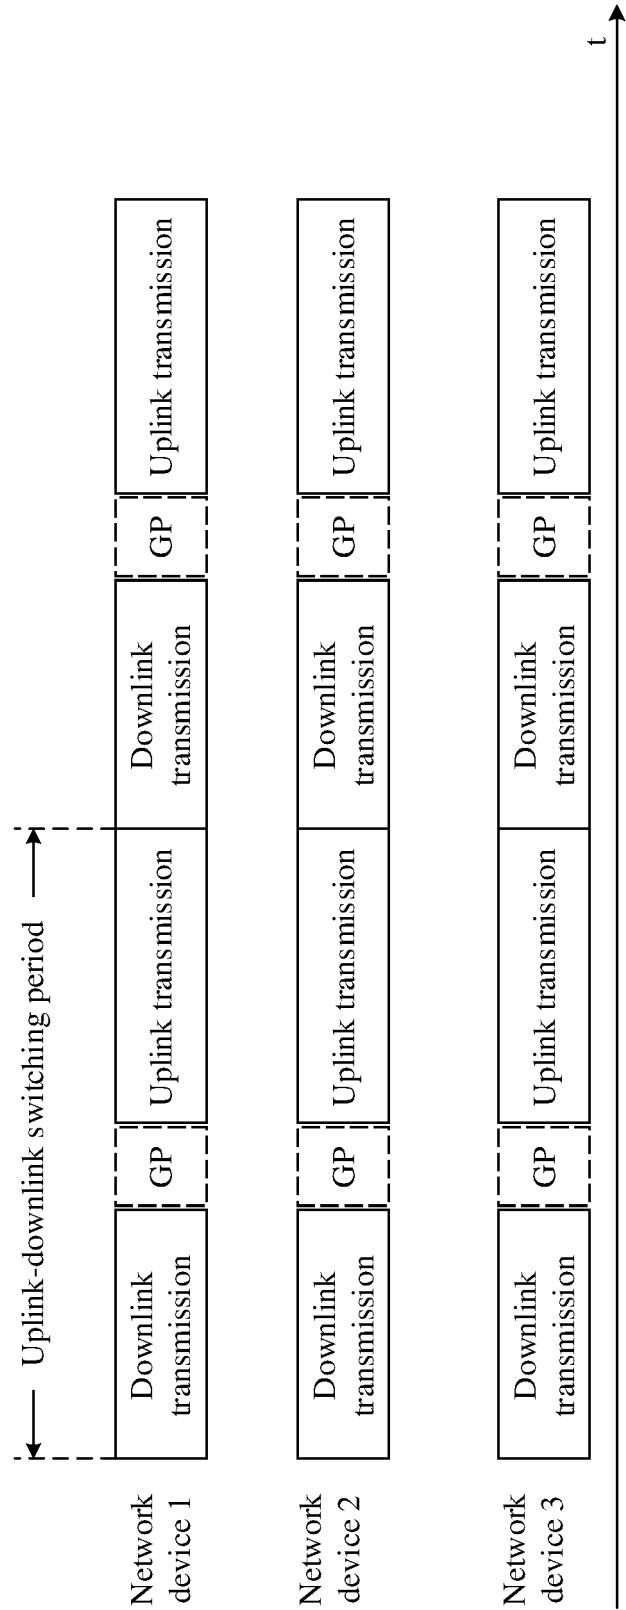 Uplink-downlink switching period
Network
device 1
Downlink
transmission
GP
Uplink transmission
Downlink
transmission
GP
Uplink transmission
Network
device 2
Downlink
transmission
GP
Uplink transmission
Downlink
transmission
GP
Uplink transmission
Network
device 3
Downlink
transmission
GP
Uplink transmission
Downlink
transmission
GP
Uplink transmission
t